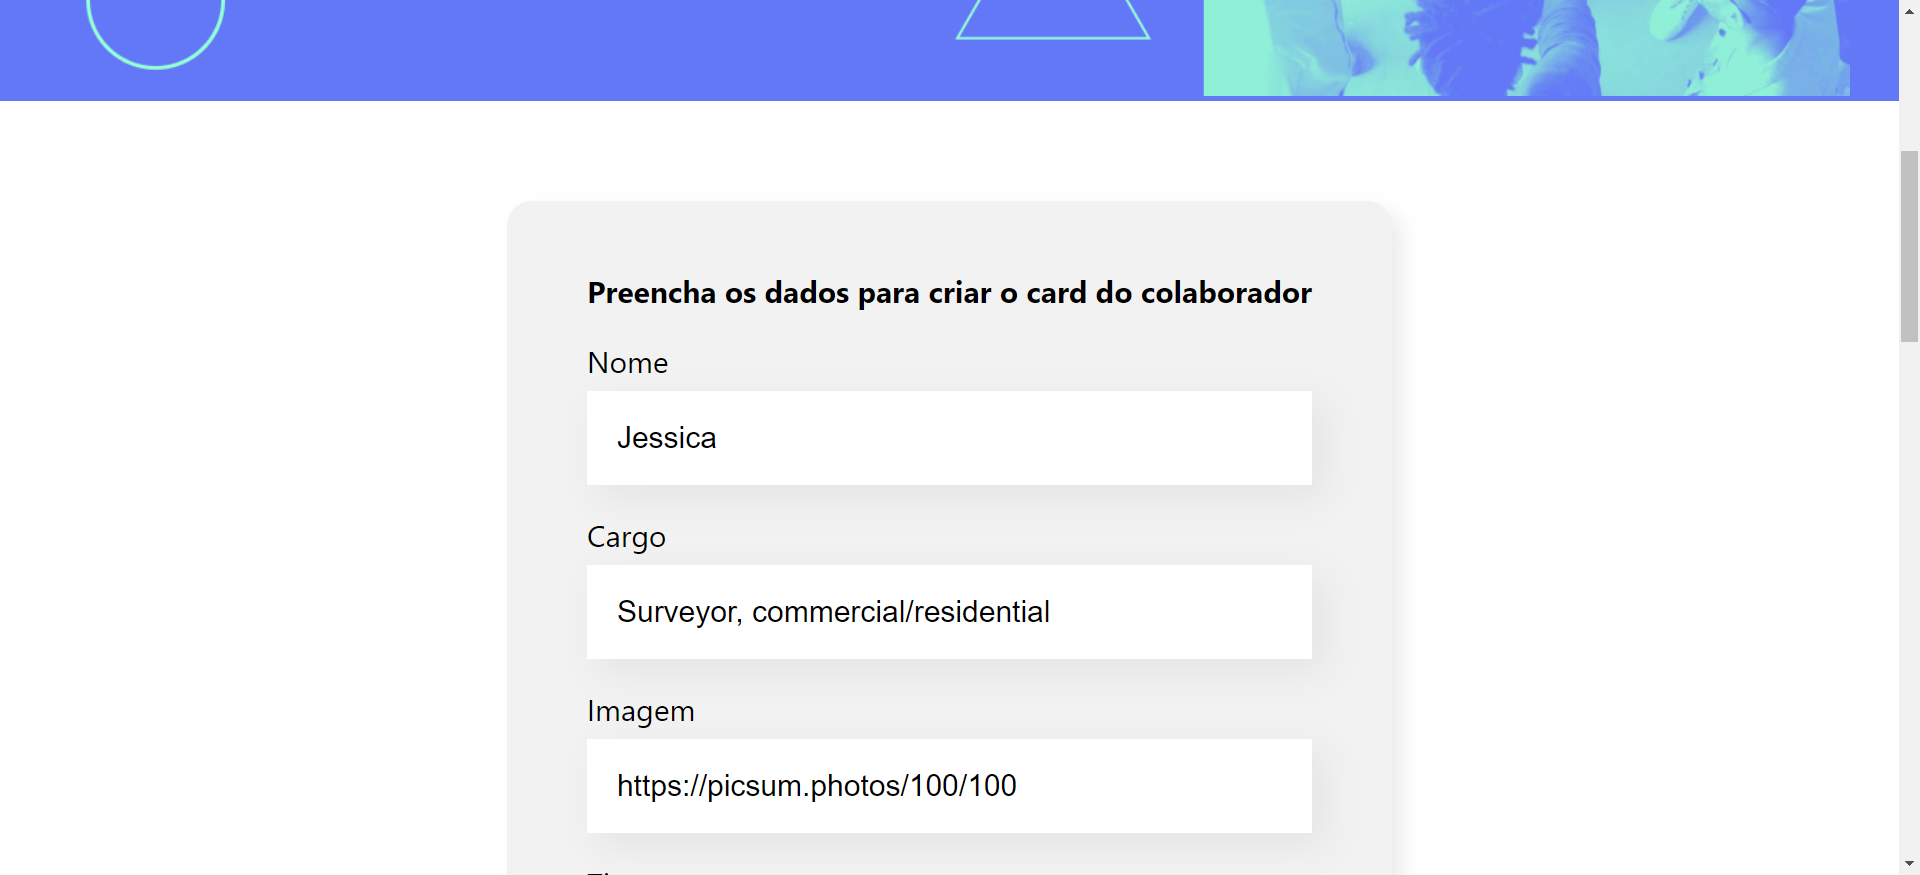 Preencha os dados para criar o card do colaborador
Nome
Jessica
Cargo
Surveyor, commercial/residential
Imagem
https://picsum.photos/100/100